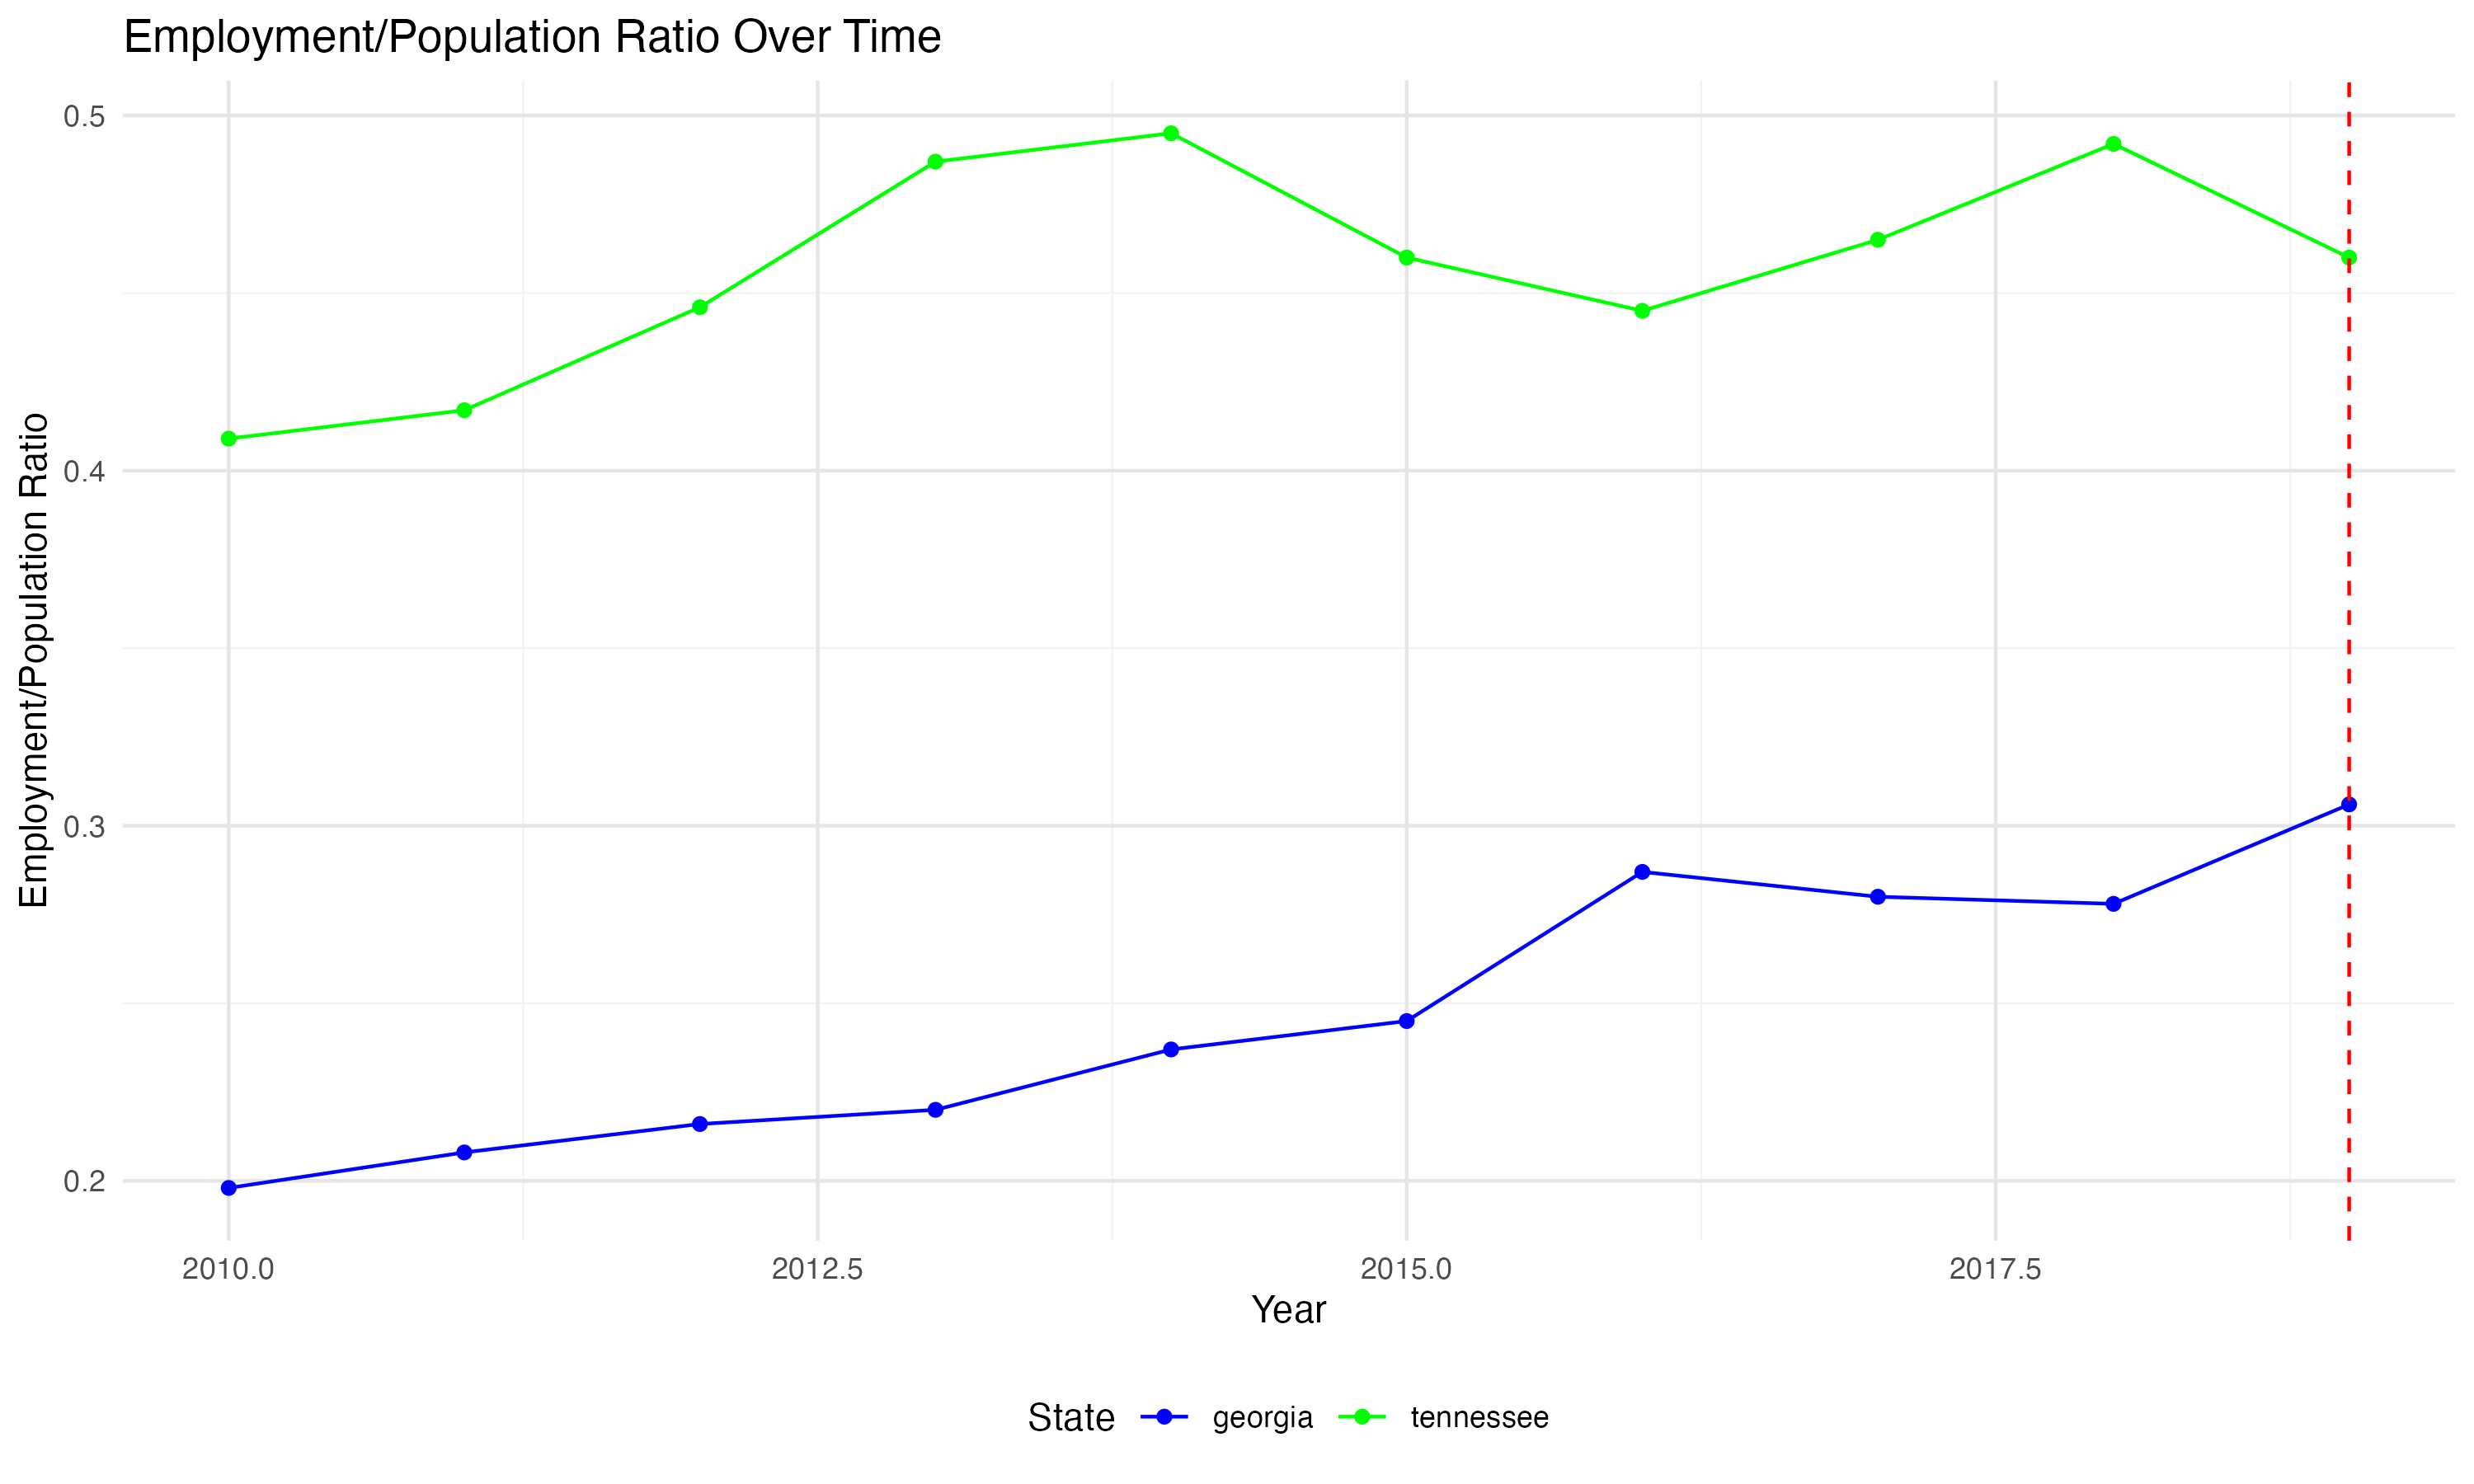 Employment/Population Ratio Over Time
Employment/Population Ratio
0.5
0.4
0.3
0.2
2010.0 2012.5 2015.0 2017.5
Year
State georgia tennessee